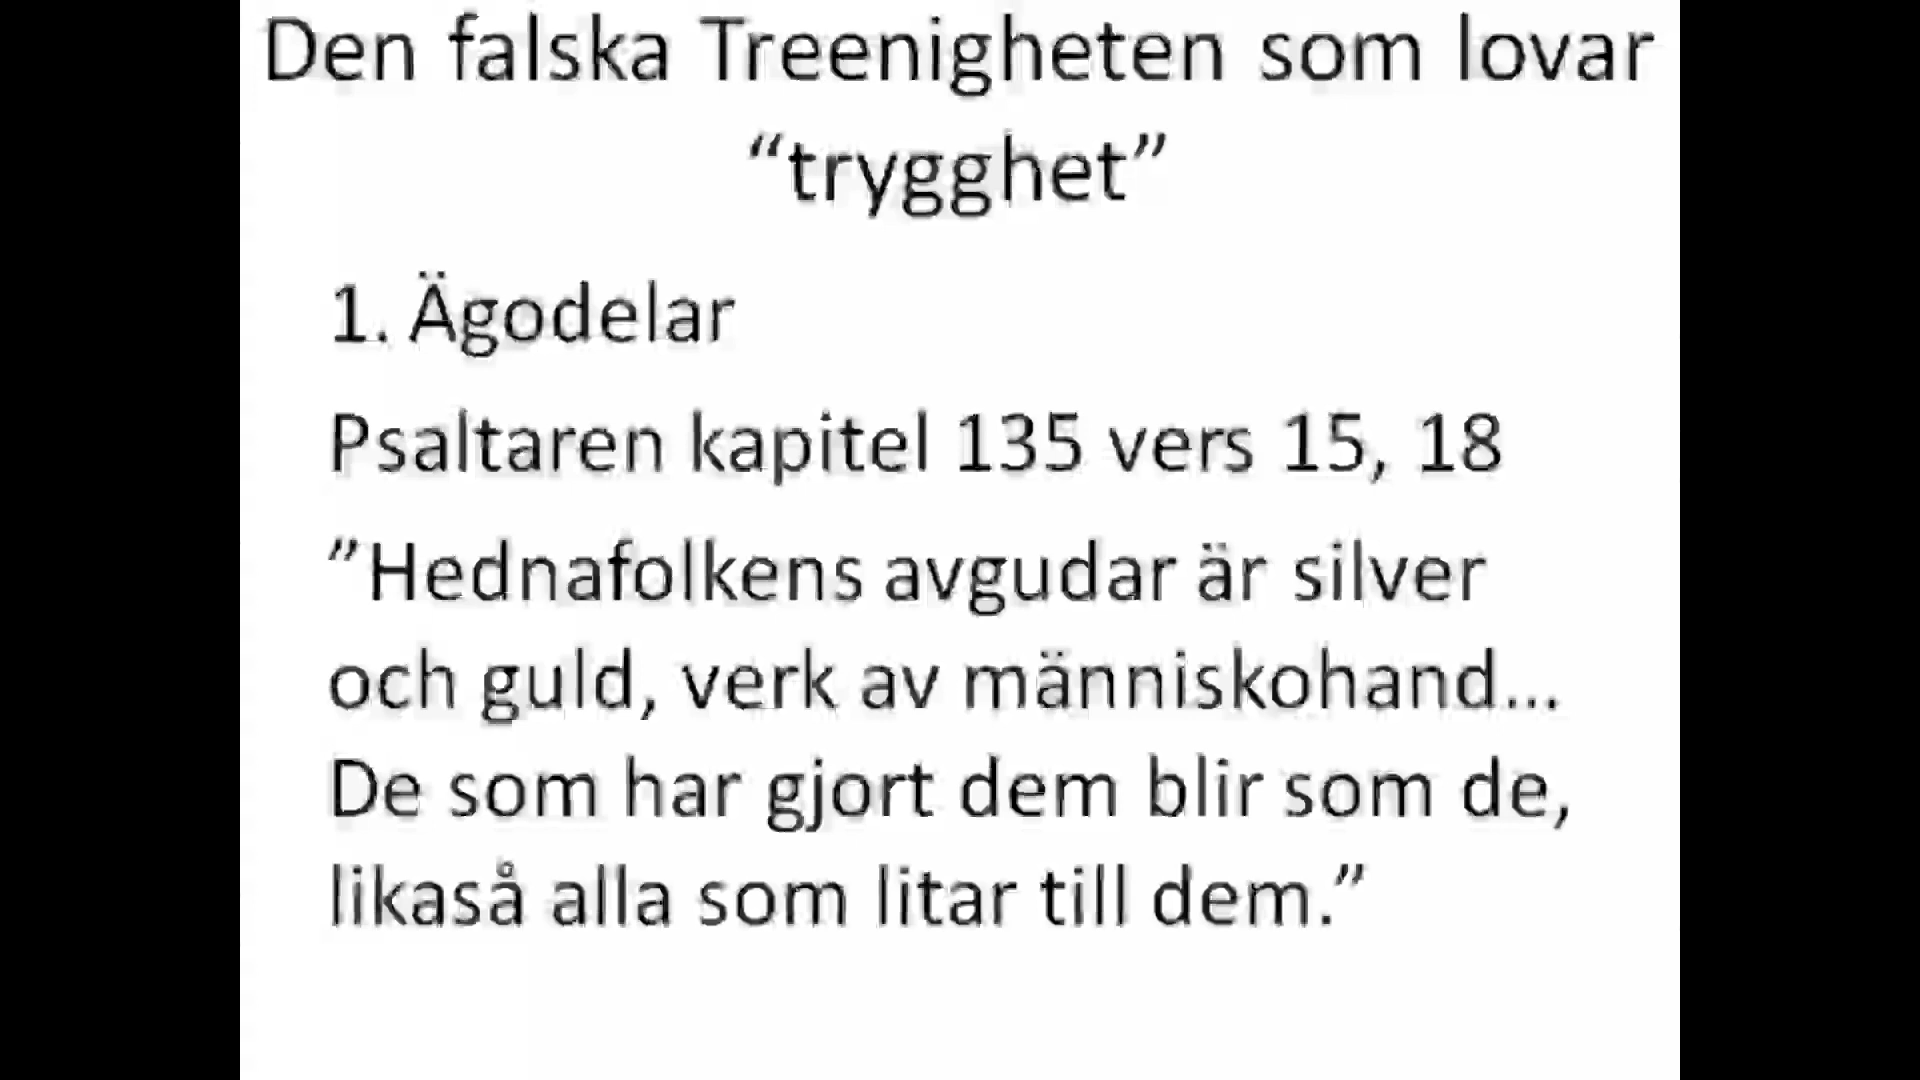 Den falska Treenigheten som lovar
“trygghet”
1. Ägodelar
Psaltaren kapitel 135 vers 15, 18
”Hednafolkens avgudar är silver
och guld, verk av människohand...
De som har gjort dem blir som de,
likaså alla som litar till dem.”